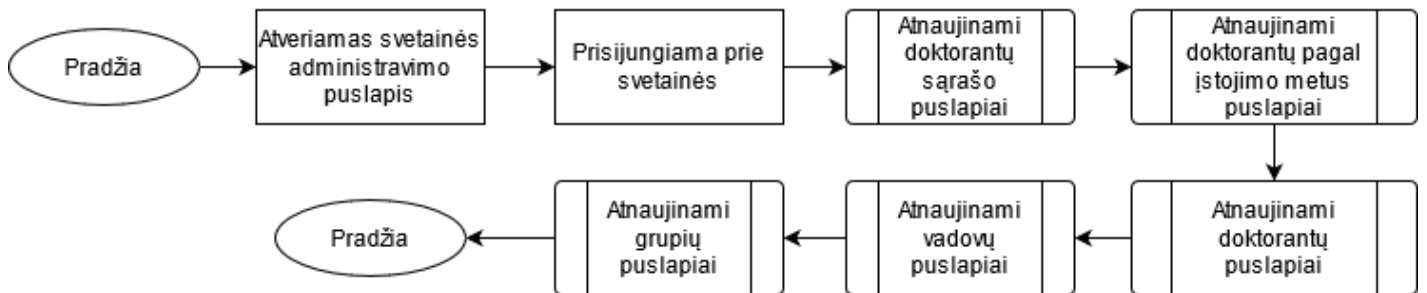 Pradžia
Atveriamas svetainės
administravimo
puslapis
Prisijungiama prie
svetainės
Atnaujinami
doktorantų
sąrašo
puslapiai
Atnaujinami
doktorantų pagal
įstojimo metus
puslapiai
Atnaujinami
doktorantų
puslapiai
Atnaujinami
vadovų
puslapiai
Atnaujinami
grupių
puslapiai
Pradžia